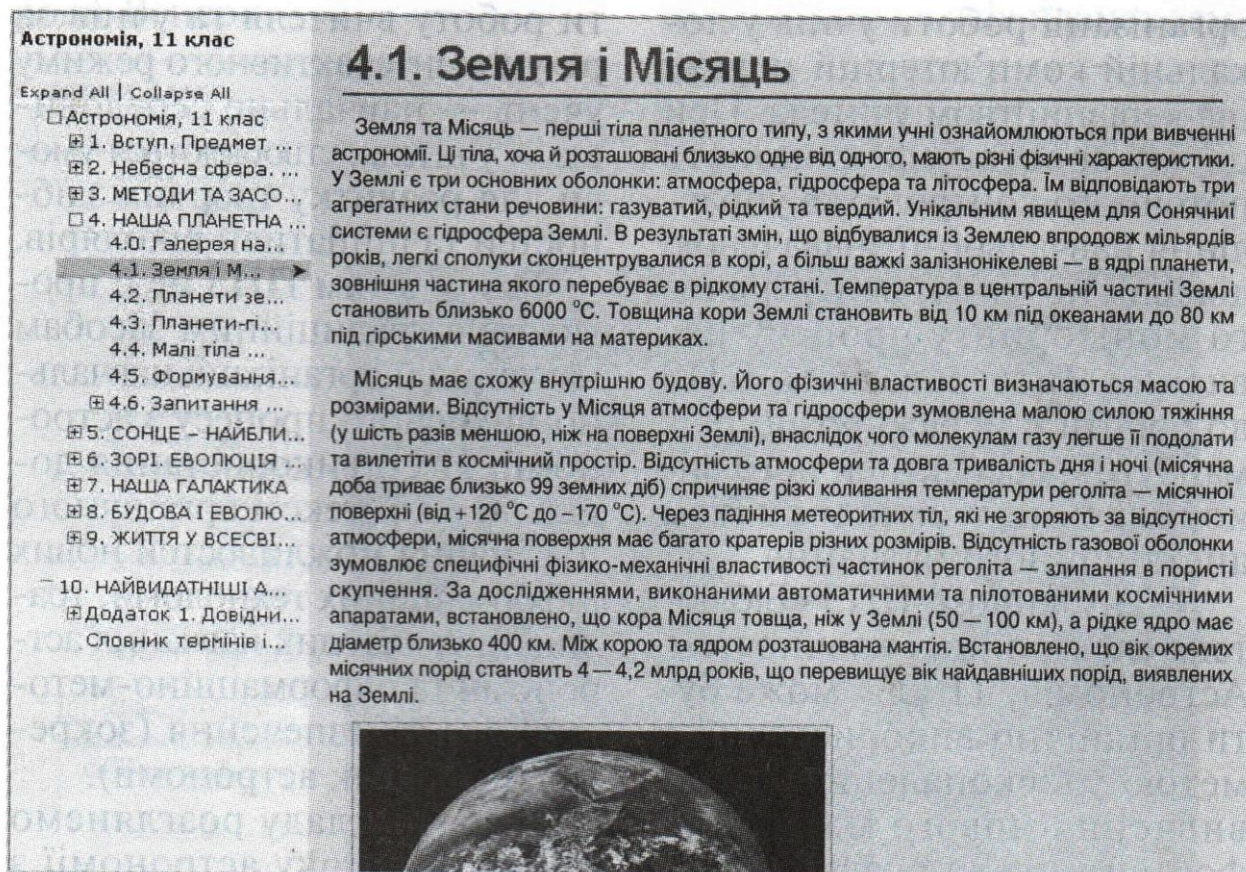 Астрономія, 11 клас
Expand All | Collapse All
Астрономія, 11 клас
1. Вступ. Предмет ...
2. Небесна сфера. ...
3. МЕТОДИ ТА ЗАСО...
4. НАША ПЛАНЕТНА ...
4.0. Галерея на...
4.1. Земля і М...
4.2. Планети зе...
4.3. Планети-гі...
4.4. Малі тіла ...
4.5. Формування...
4.6. Запитання ...
5. СОНЦЕ – НАЙБЛИ...
6. ЗОРІ. ЕВОЛЮЦІЯ ...
7. НАША ГАЛАКТИКА
8. БУДОВА І ЕВОЛЮ...
9. ЖИТТЯ У ВСЕСВІ...
10. НАЙВИДАТНІШІ А...
Додаток 1. Довідни...
Словник термінів і...
4.1. Земля і Місяць
Земля та Місяць — перші тіла планетного типу, з якими учні ознайомлюються при вивченні
астрономії. Ці тіла, хоча й розташовані близько одне від одного, мають різні фізичні характеристики.
У Землі є три основних оболонки: атмосфера, гідросфера та літосфера. Їм відповідають три
агрегатних стани речовини: газуватий, рідкий та твердий. Унікальним явищем для Сонячнії
системи є гідросфера Землі. В результаті змін, що відбувалися із Землею впродовж мільярдів
років, легкі сполуки сконцентрувалися в корі, а більш важкі залізнонікелеві — в ядрі планети,
зовнішня частина якого перебуває в рідкому стані. Температура в центральній частині Землі
становить близько 6000 °С. Товщина кори Землі становить від 10 км під океанами до 80 км
під гірськими масивами на материках.
Місяць має схожу внутрішню будову. Його фізичні властивості визначаються масою та
розмірами. Відсутність у Місяця атмосфери та гідросфери зумовлена малою силою тяжіння
(у шість разів меншою, ніж на поверхні Землі), внаслідок чого молекулам газу легше її подолати
та вилетіти в космічний простір. Відсутність атмосфери та довга тривалість дня і ночі (місячна
доба триває близько 99 земних діб) спричиняє різкі коливання температури реголіта — місячної
поверхні (від +120 °С до –170 °С). Через падіння метеоритних тіл, які не згоряють за відсутності
атмосфери, місячна поверхня має багато кратерів різних розмірів. Відсутність газової оболонки
зумовлює специфічні фізико-механічні властивості частинок реголіта — злипання в пористі
скупчення. За дослідженнями, виконаними автоматичними та пілотованими космічними
апаратами, встановлено, що кора Місяця товща, ніж у Землі (50 — 100 км), а рідке ядро має
діаметр близько 400 км. Між корою та ядром розташована мантія. Встановлено, що вік окремих
місячних порід становить 4 — 4,2 млрд років, що перевищує вік найдавніших порід, виявлених
на Землі.